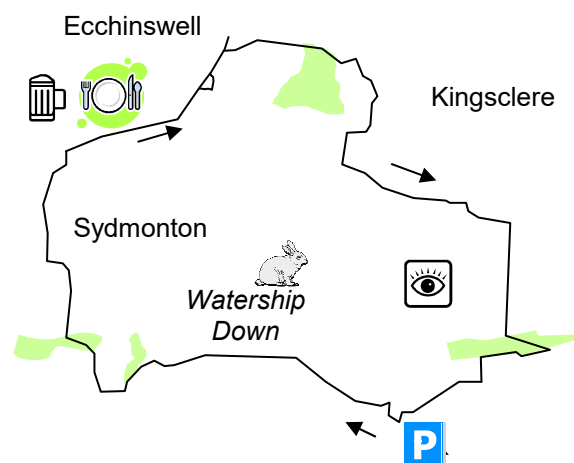 Ecchinswell
Kingsclere
Sydmonton
Watership
Down
P